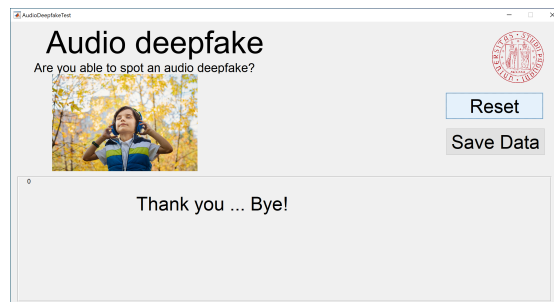 AudioDeepfakeTest
Audio deepfake
Are you able to spot an audio deepfake?
Reset
Save Data
0
Thank you ... Bye!